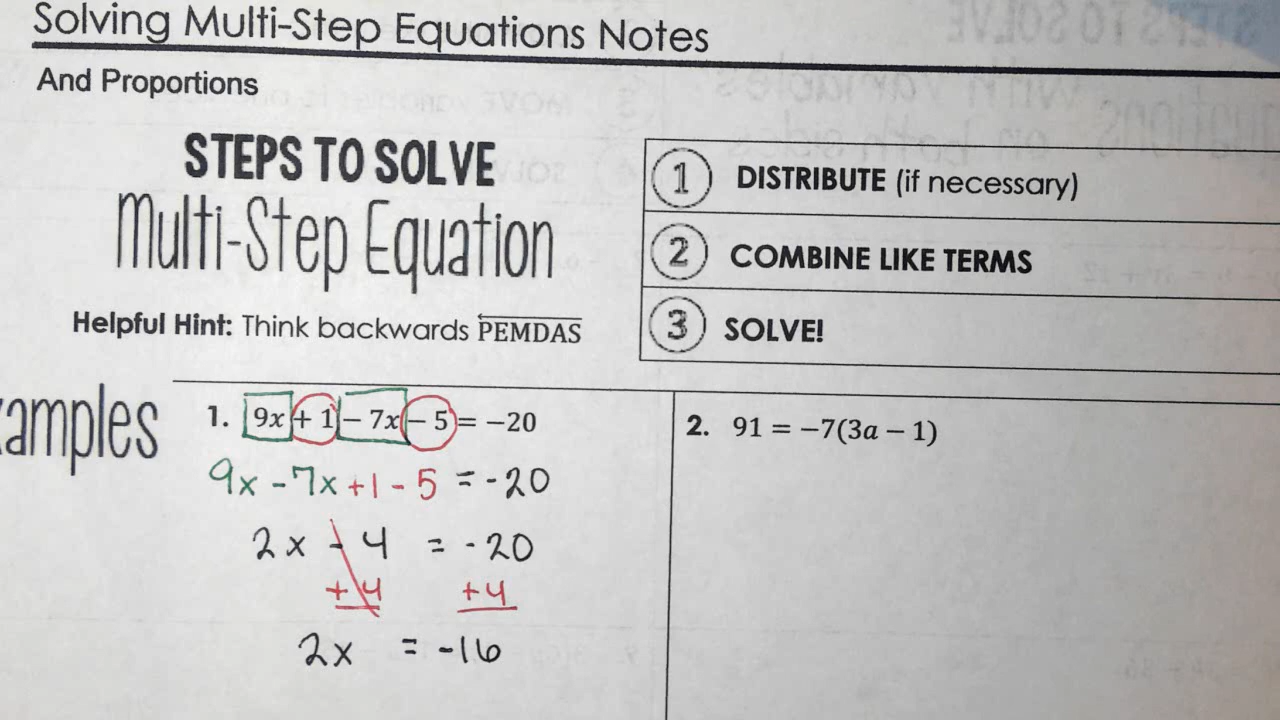 Solving Multi-Step Equations Notes
And Proportions
STEPS TO SOLVE
Multi-Step Equation
Helpful Hint: Think backwards PEMDAS
1 DISTRIBUTE (if necessary)
2 COMBINE LIKE TERMS
3 SOLVE!
amples
1. 9x + 1 − 7x − 5 = −20
9x - 7x + 1 - 5 = -20
2x - 4 = -20
+4 +4
2x = -16
2. 91 = −7(3a − 1)